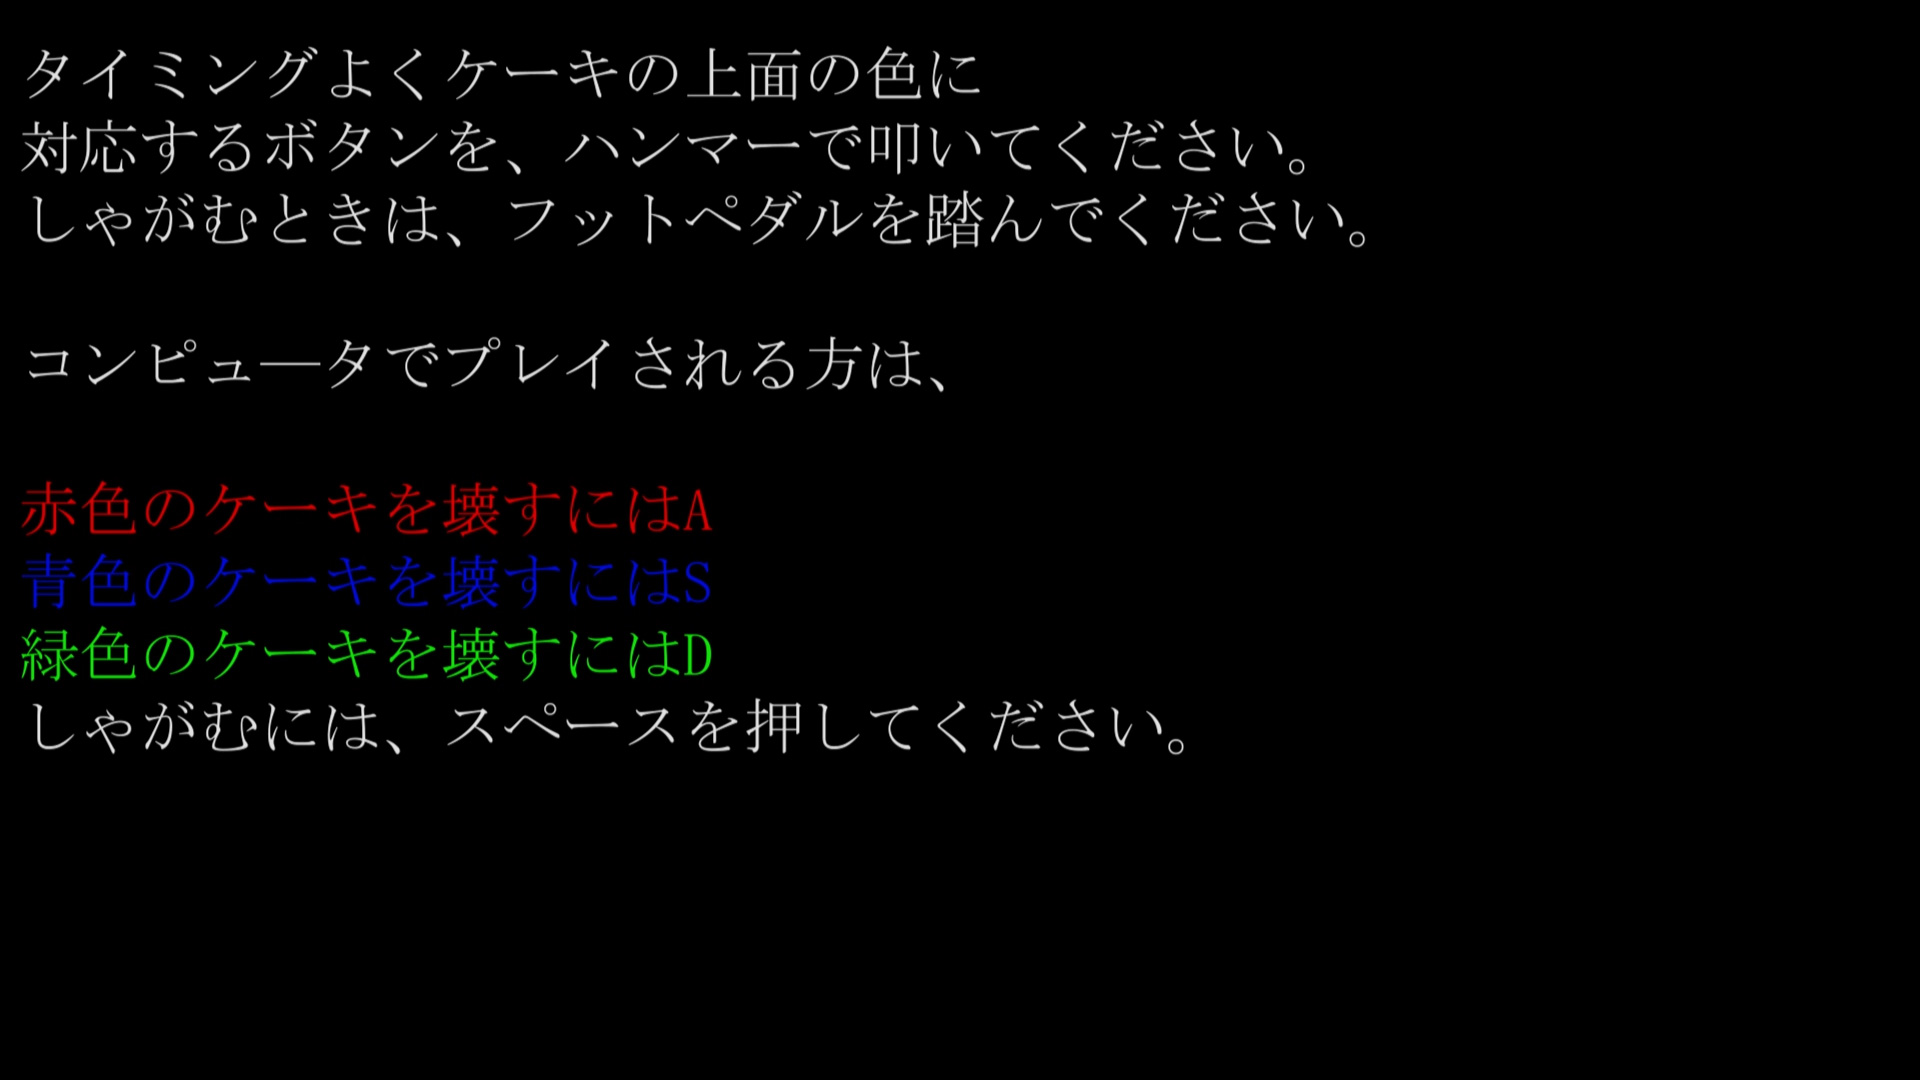 タイミングよくケーキの上面の色に
対応するボタンを、ハンマーで叩いてください。
しゃがむときは、フットペダルを踏んでください。
コンピュ―タでプレイされる方は、
赤色のケーキを壊すにはA
青色のケーキを壊すにはS
緑色のケーキを壊すにはD
しゃがむには、スペースを押してください。